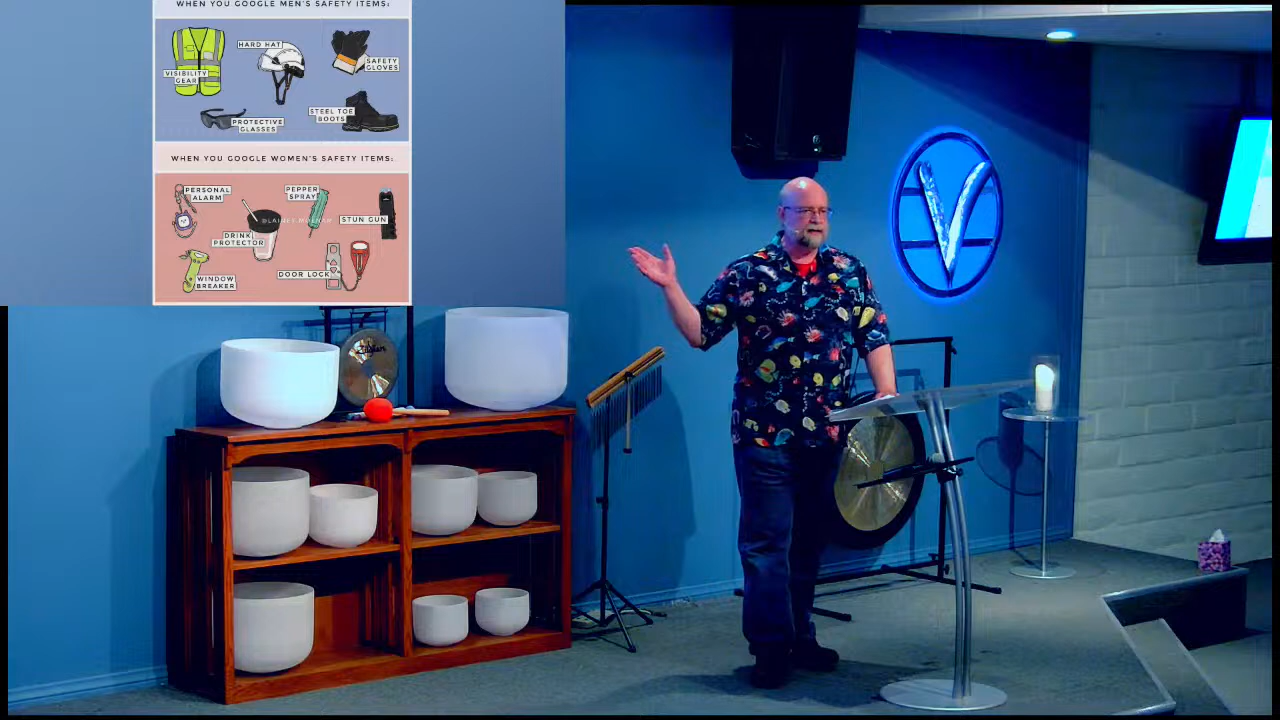 WHEN YOU GOOGLE MEN'S SAFETY ITEMS:
HARD HAT
VISIBILITY
GEAR
SAFETY
GLOVES
PROTECTIVE
GLASSES
STEEL TOE
BOOTS
WHEN YOU GOOGLE WOMEN'S SAFETY ITEMS:
PERSONAL
ALARM
PEPPER
SPRAY
STUN GUN
DRINK
PROTECTOR
WINDOW
BREAKER
DOOR LOCK
V